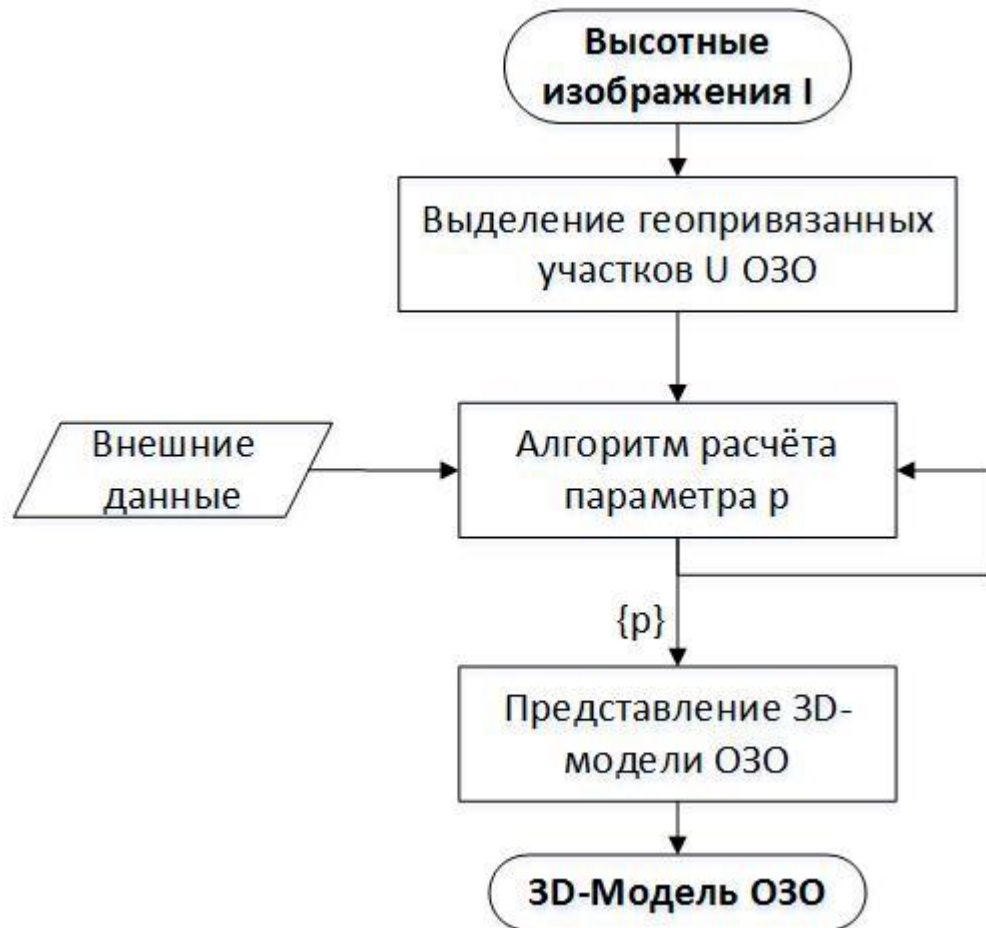 Высотные
изображения I
Выделение геопривязанных
участков U ОЗО
Внешние
данные
Алгоритм расчёта
параметра p
{p}
Представление 3D-
модели ОЗО
3D-Модель ОЗО